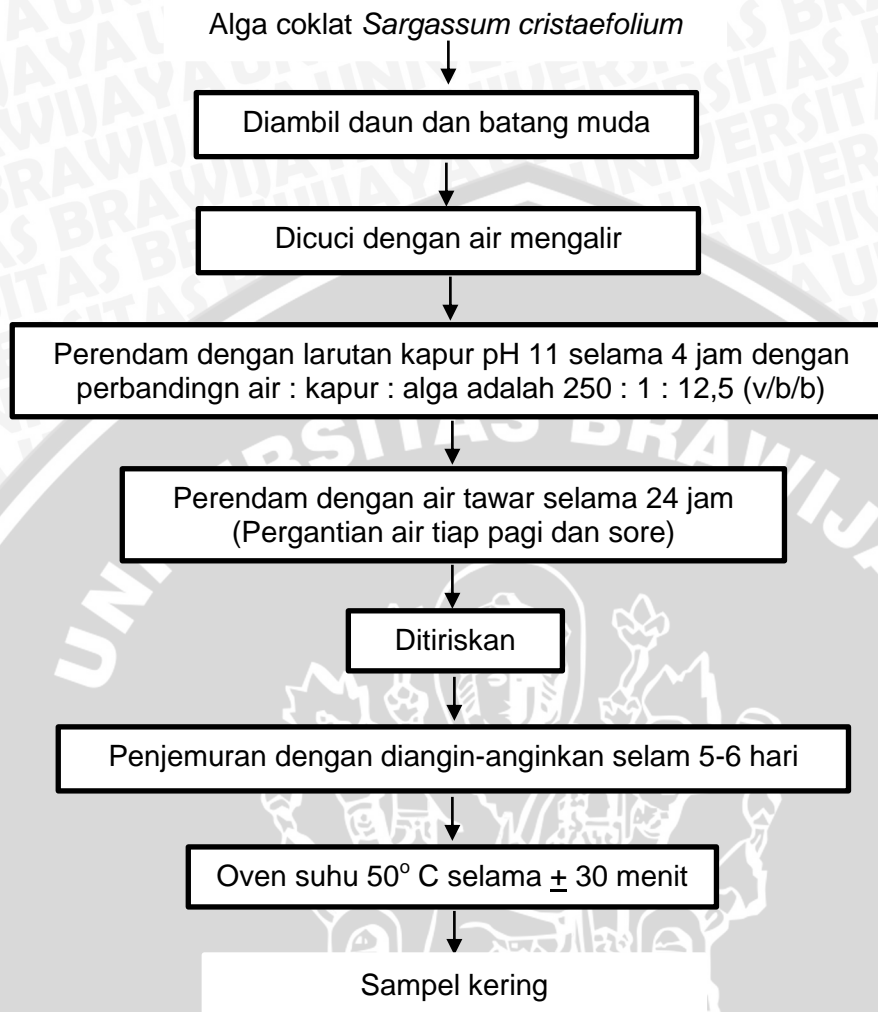 Alga coklat Sargassum cristaefolium
Diambil daun dan batang muda
Dicuci dengan air mengalir
Perendam dengan larutan kapur pH 11 selama 4 jam dengan
perbandingn air : kapur : alga adalah 250 : 1 : 12,5 (v/b/b)
Perendam dengan air tawar selama 24 jam
(Pergantian air tiap pagi dan sore)
Ditiriskan
Penjemuran dengan diangin-anginkan selam 5-6 hari
Oven suhu 50° C selama ± 30 menit
Sampel kering